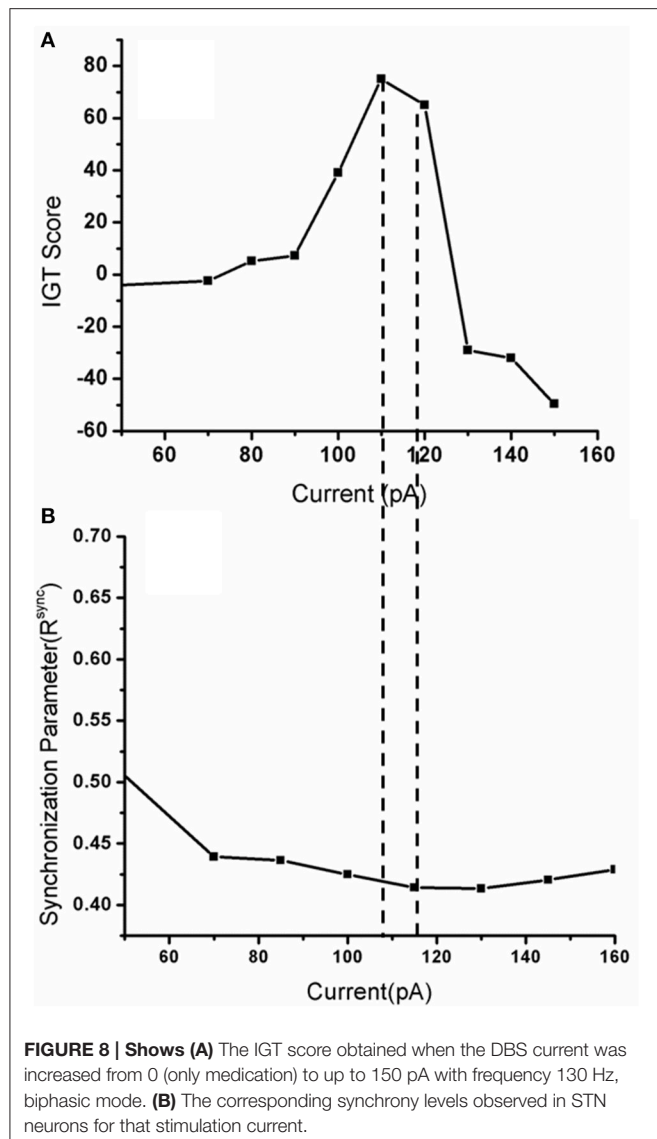 A
80
60
40
20
0
-20
-40
-60
IGT Score
60 80 100 120 140 160
Current (pA)
B
0.70
0.65
0.60
0.55
0.50
0.45
0.40
Synchronization Parameter(R^sync)
60 80 100 120 140 160
Current(pA)
FIGURE 8 | Shows (A) The IGT score obtained when the DBS current was
increased from 0 (only medication) to up to 150 pA with frequency 130 Hz,
biphasic mode. (B) The corresponding synchrony levels observed in STN
neurons for that stimulation current.